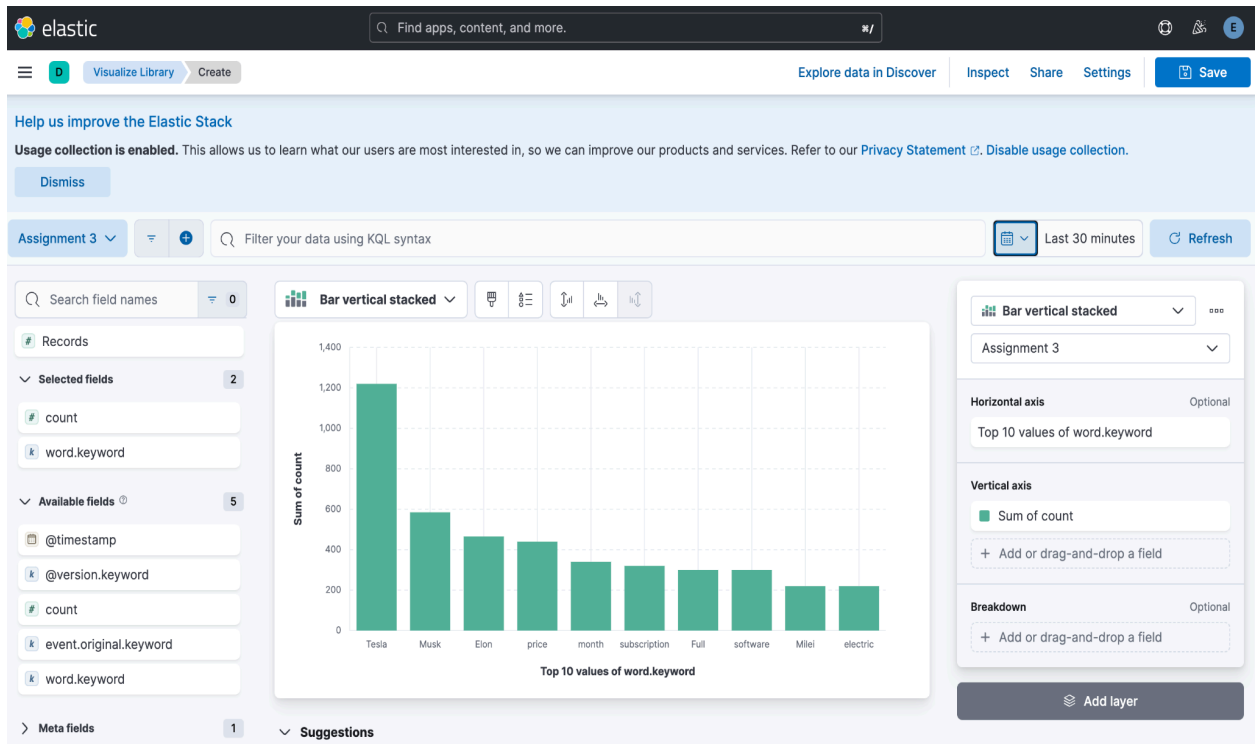 elastic
Find apps, content, and more.
⌘/
E
D
Visualize Library
Create
Explore data in Discover
Inspect
Share
Settings
Save
Help us improve the Elastic Stack
Usage collection is enabled. This allows us to learn what our users are most interested in, so we can improve our products and services. Refer to our Privacy Statement. Disable usage collection.
Dismiss
Assignment 3
Filter your data using KQL syntax
Last 30 minutes
Refresh
Search field names
0
# Records
Selected fields
2
# count
k word.keyword
Available fields
5
@timestamp
k @version.keyword
# count
k event.original.keyword
k word.keyword
Meta fields
1
Bar vertical stacked
Sum of count
1,400
1,200
1,000
800
600
400
200
0
Tesla
Musk
Elon
price
month
subscription
Full
software
Milei
electric
Top 10 values of word.keyword
Suggestions
Bar vertical stacked
Assignment 3
Horizontal axis
Optional
Top 10 values of word.keyword
Vertical axis
Sum of count
+ Add or drag-and-drop a field
Breakdown
Optional
+ Add or drag-and-drop a field
Add layer